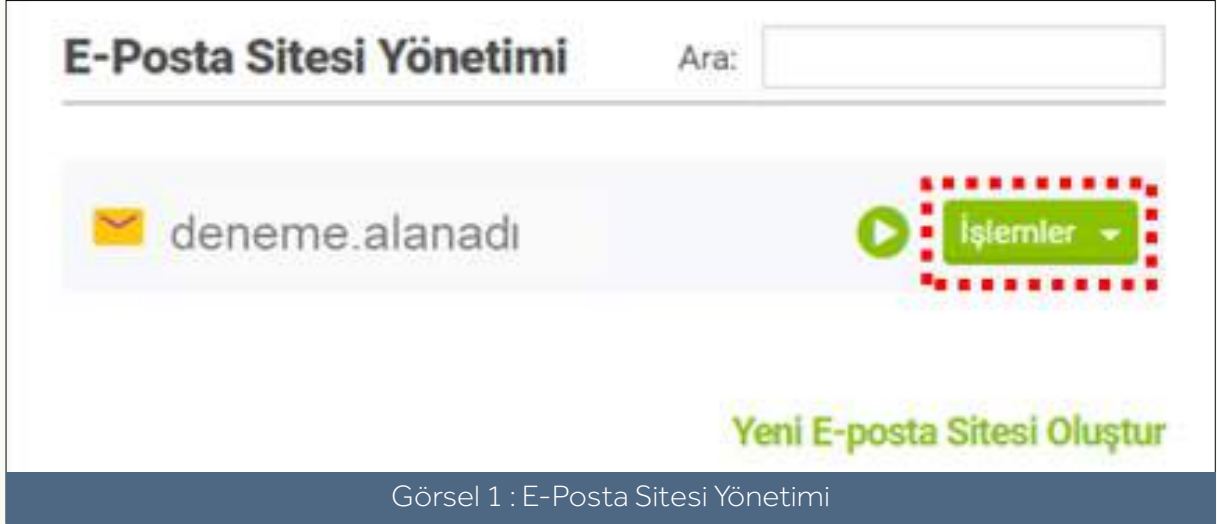 E-Posta Sitesi Yönetimi Ara:
deneme.alanadı
İşlemler
Yeni E-posta Sitesi Oluştur
Görsel 1 : E-Posta Sitesi Yönetimi